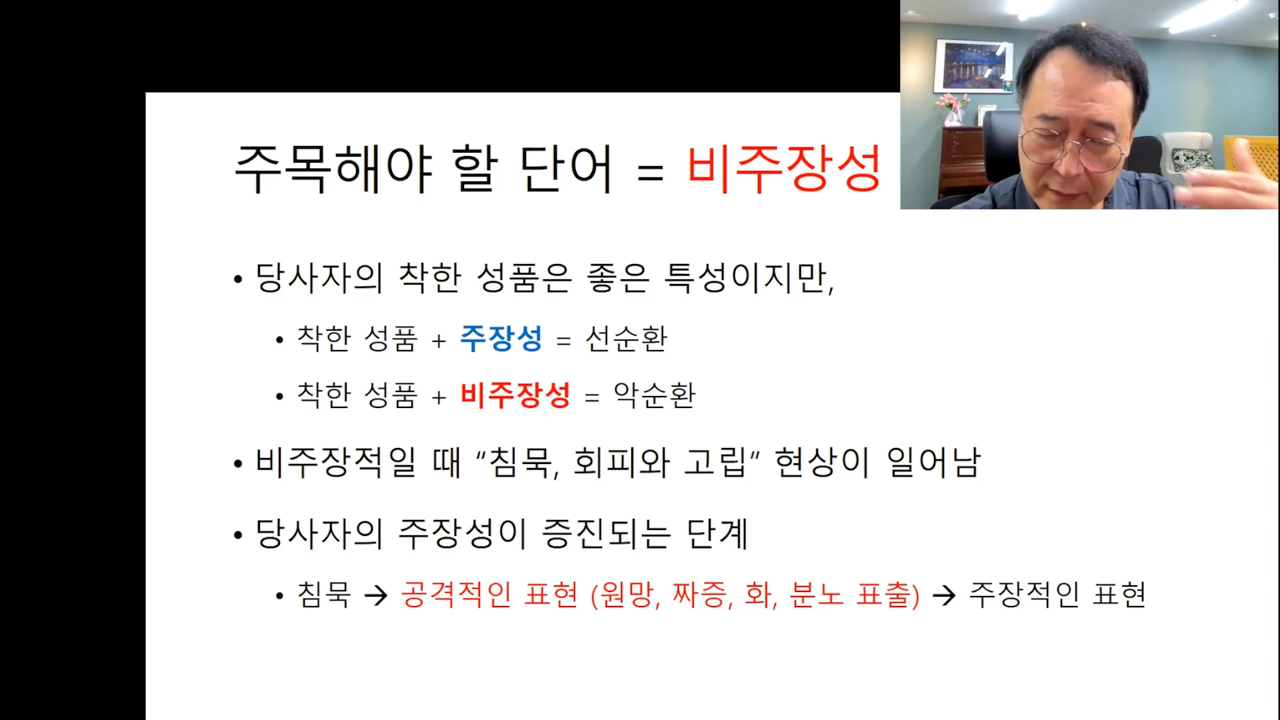 주목해야 할 단어 = 비주장성
• 당사자의 착한 성품은 좋은 특성이지만,
• 착한 성품 + 주장성 = 선순환
• 착한 성품 + 비주장성 = 악순환
• 비주장적일 때 “침묵, 회피와 고립” 현상이 일어남
• 당사자의 주장성이 증진되는 단계
• 침묵 → 공격적인 표현 (원망, 짜증, 화, 분노 표출) → 주장적인 표현